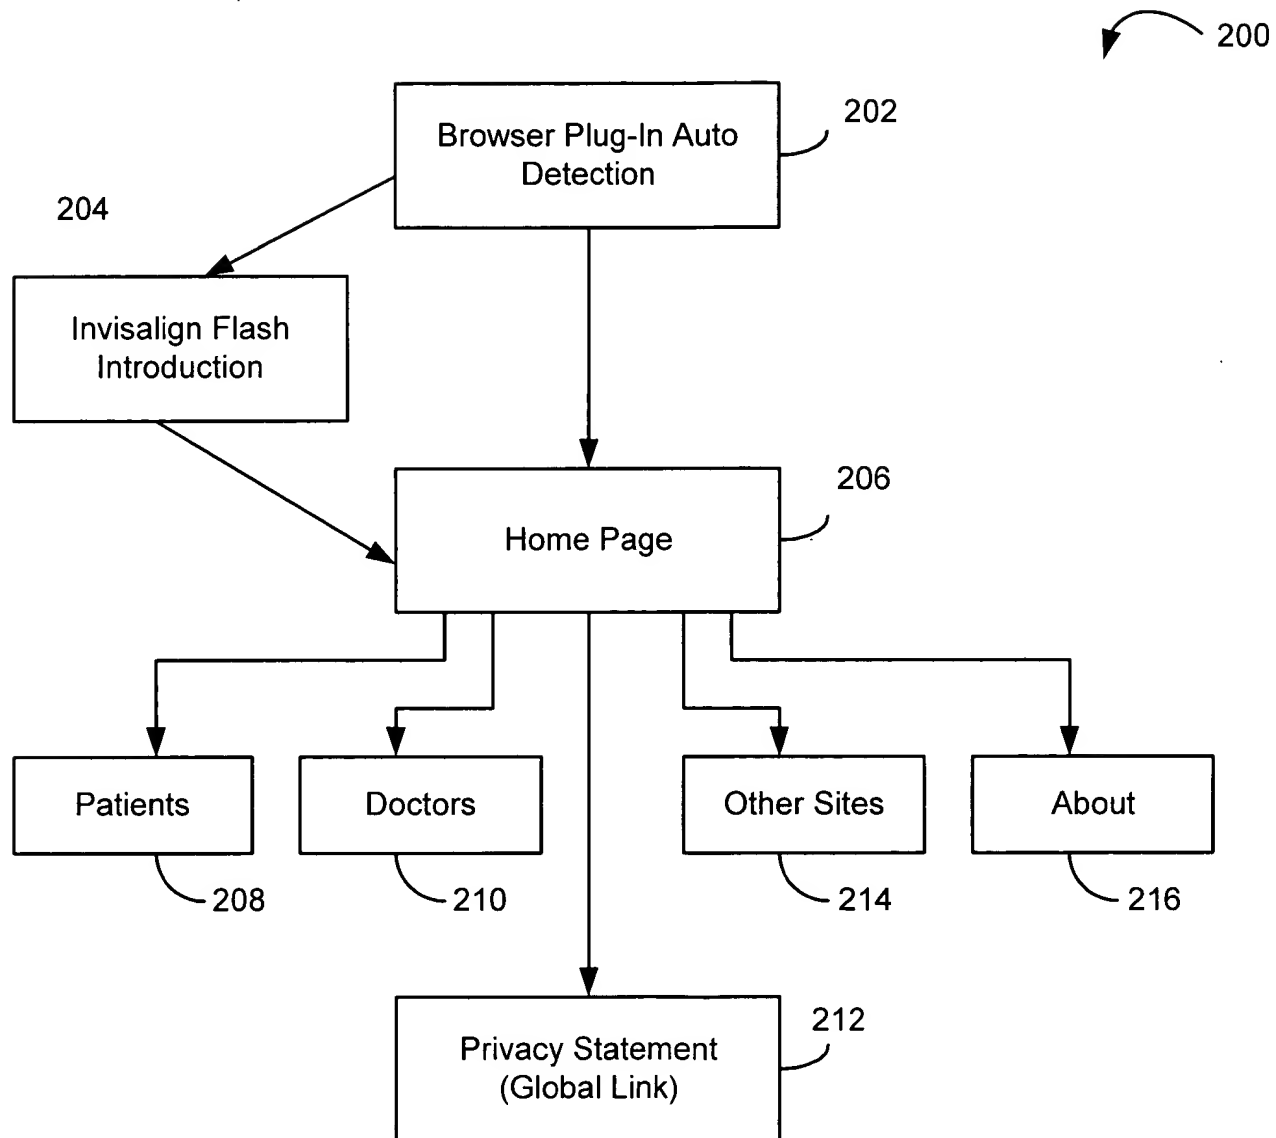 200
202
Browser Plug-In Auto
Detection
204
Invisalign Flash
Introduction
206
Home Page
Patients
Doctors
Other Sites
About
208
210
214
216
212
Privacy Statement
(Global Link)